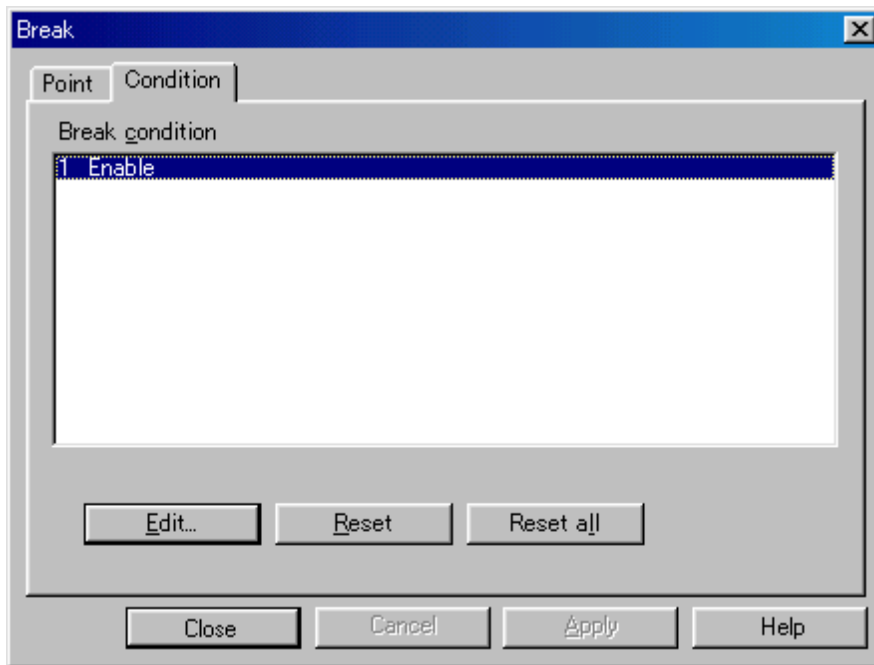 Break
Point Condition
Break condition
1 Enable
Edit... Reset Reset all
Close Cancel Apply Help